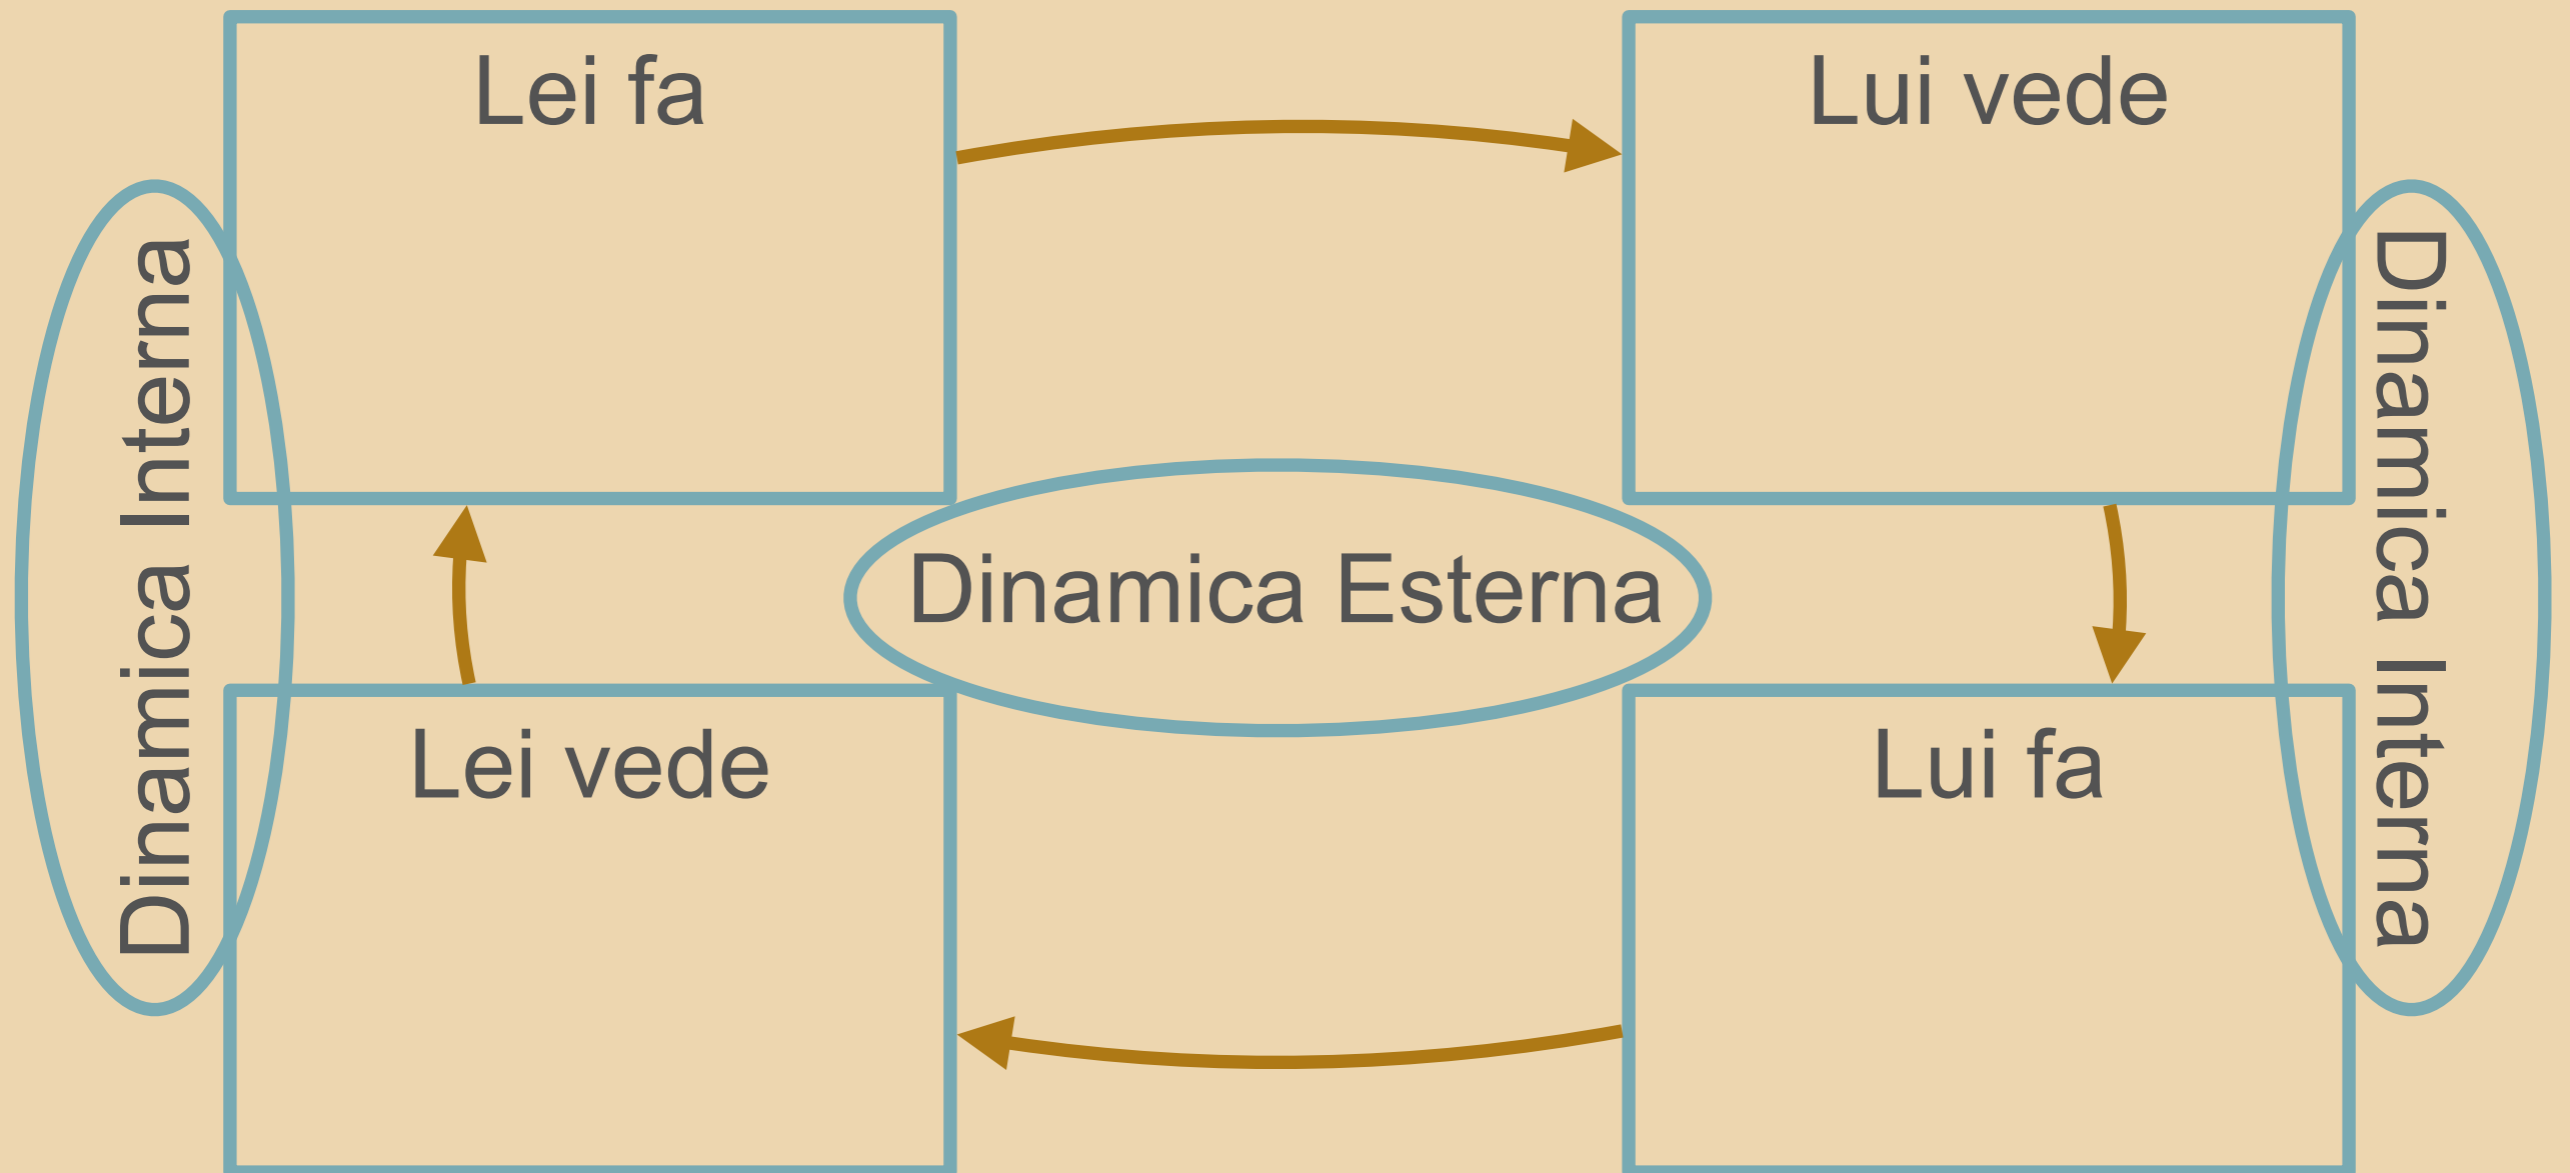 Lei fa
Lui vede
Dinamica Interna
Dinamica Esterna
Dinamica Interna
Lei vede
Lui fa